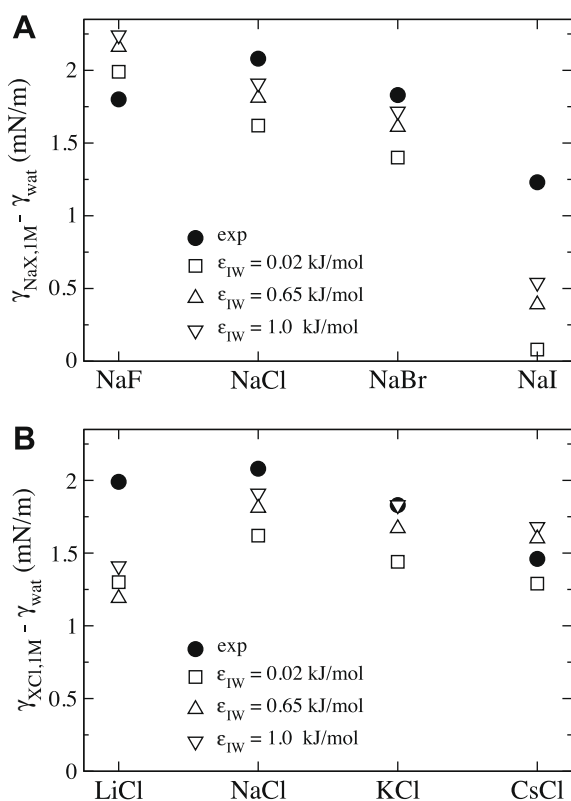 A
γNaX,1M − γwat (mN/m)
2
1.5
1
0.5
0
exp
εIW = 0.02 kJ/mol
εIW = 0.65 kJ/mol
εIW = 1.0 kJ/mol
NaF NaCl NaBr NaI
B
γXCl,1M − γwat (mN/m)
2
1.5
1
0.5
0
exp
εIW = 0.02 kJ/mol
εIW = 0.65 kJ/mol
εIW = 1.0 kJ/mol
LiCl NaCl KCl CsCl